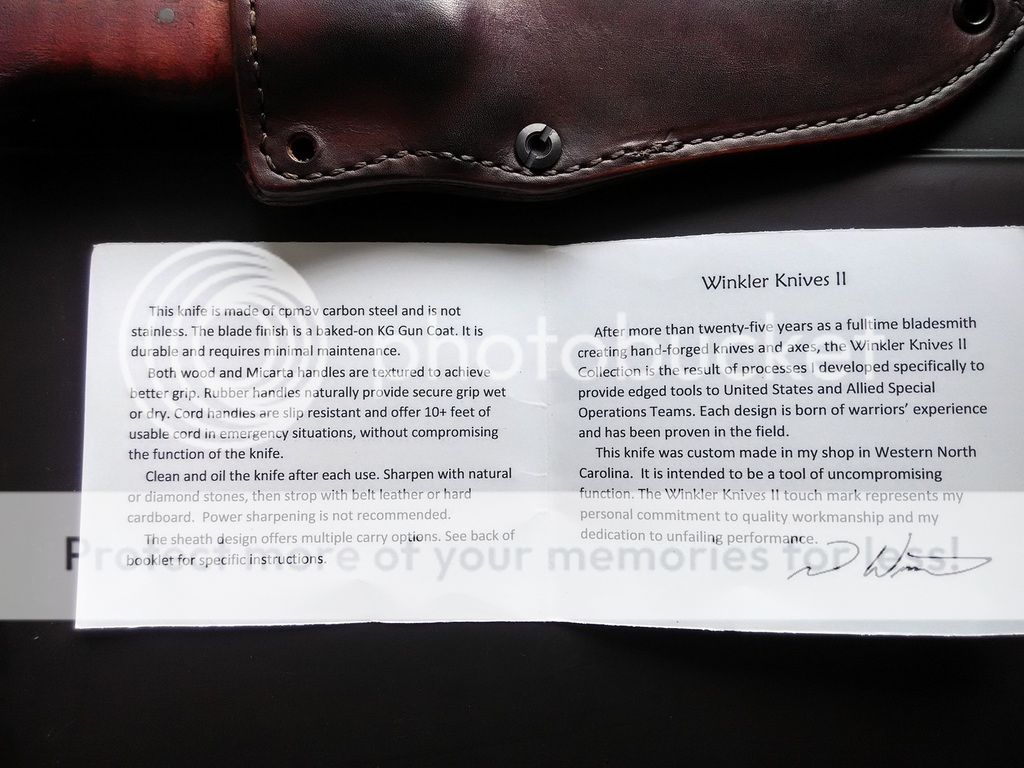 This knife is made of cpm3v carbon steel and is not
stainless. The blade finish is a baked-on KG Gun Coat. It is
durable and requires minimal maintenance.
Both wood and Micarta handles are textured to achieve
better grip. Rubber handles naturally provide secure grip wet
or dry. Cord handles are slip resistant and offer 10+ feet of
usable cord in emergency situations, without compromising
the function of the knife.
Clean and oil the knife after each use. Sharpen with natural
or diamond stones, then strop with belt leather or hard
cardboard. Power sharpening is not recommended.
The sheath design offers multiple carry options. See back of
booklet for specific instructions.
Winkler Knives II
After more than twenty-five years as a fulltime bladesmith
creating hand-forged knives and axes, the Winkler Knives II
Collection is the result of processes I developed specifically to
provide edged tools to United States and Allied Special
Operations Teams. Each design is born of warriors' experience
and has been proven in the field.
This knife was custom made in my shop in Western North
Carolina. It is intended to be a tool of uncompromising
function. The Winkler Knives II touch mark represents my
personal commitment to quality workmanship and my
dedication to unfailing performance.
photobucket
Protect more of your memories for less!